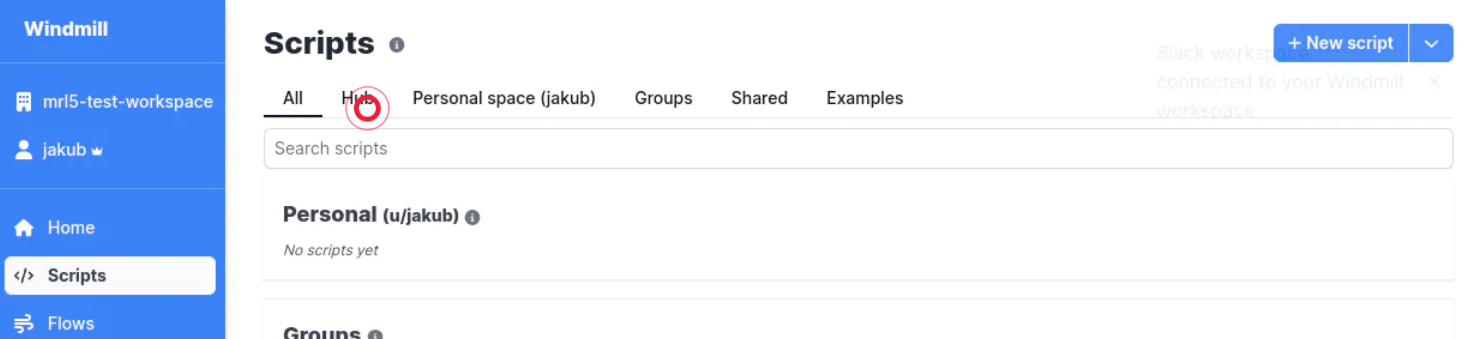 Windmill
mrl5-test-workspace
jakub
Home
Scripts
Flows
Scripts
+ New script
Slack workspace
connected to your Windmill
workspace
All Hub Personal space (jakub) Groups Shared Examples
Search scripts
Personal (u/jakub)
No scripts yet
Groups